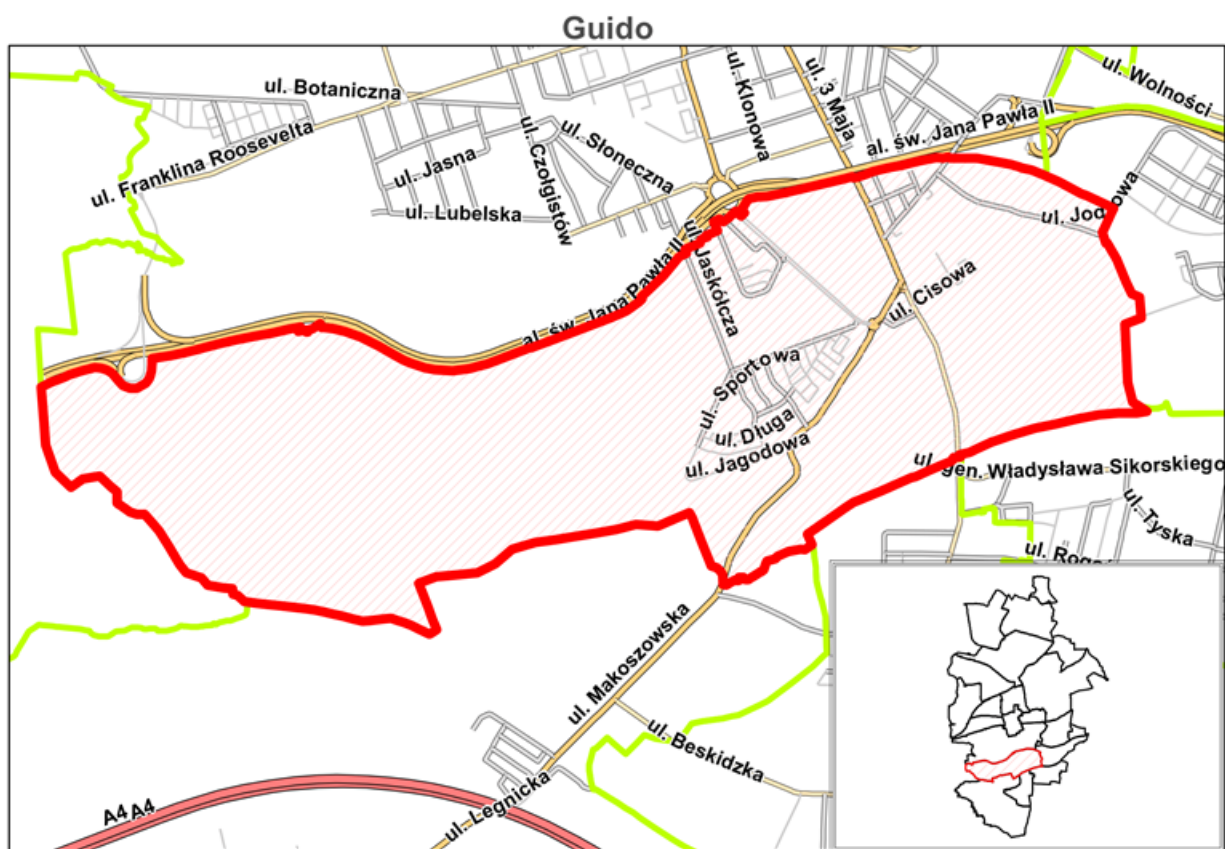 Guido
ul. Wolności
ul. Botaniczna
ul. Klonowa
ul. 3 Maja
al. św. Jana Pawła II
ul. Franklina Roosevelta
ul. Słoneczna
ul. Czołgistów
ul. Jasna
ul. Lubelska
ul. Jodłowa
ul. Jaskółcza
al. św. Jana Pawła II
ul. Cisowa
ul. Sportowa
ul. Długa
ul. Jagodowa
ul. gen. Władysława Sikorskiego
ul. Tyska
ul. Makoszowska
ul. Beskidzka
ul. Legnicka
A4 A4